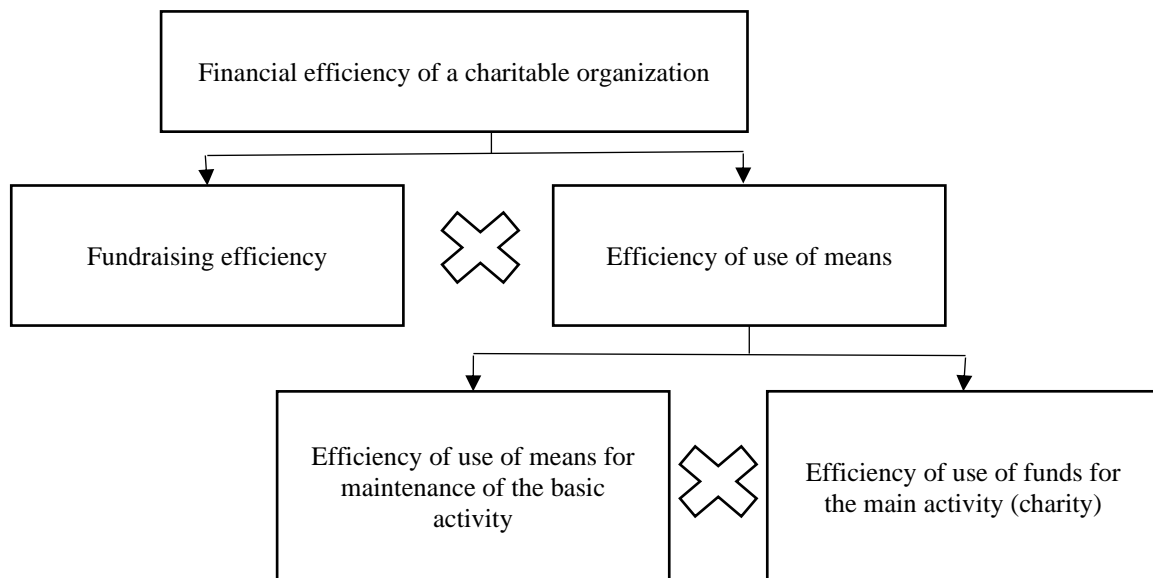 Financial efficiency of a charitable organization
Fundraising efficiency
Efficiency of use of means
Efficiency of use of means for
maintenance of the basic
activity
Efficiency of use of funds for
the main activity (charity)